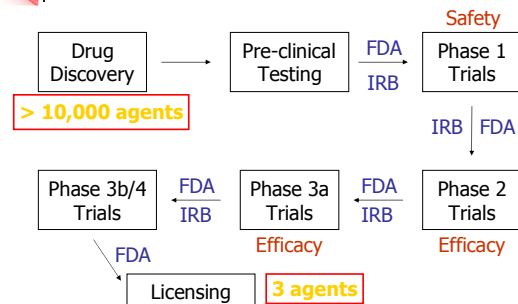 Safety
Drug
Discovery
Pre-clinical
Testing
FDA
IRB
Phase 1
Trials
> 10,000 agents
IRB
FDA
Phase 3b/4
Trials
FDA
IRB
Phase 3a
Trials
FDA
IRB
Phase 2
Trials
Efficacy
Efficacy
FDA
Licensing
3 agents